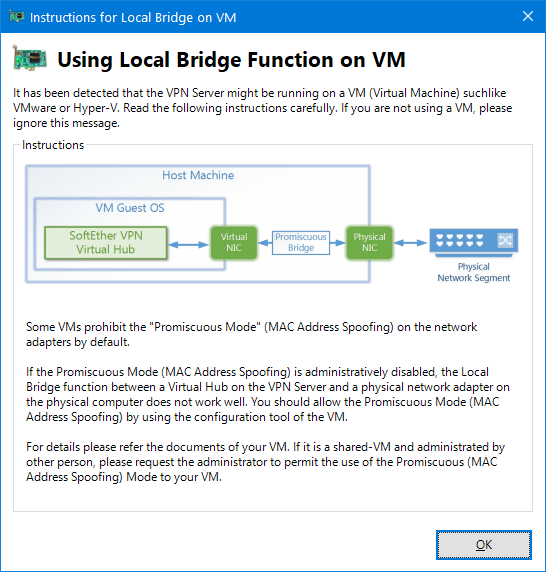 Instructions for Local Bridge on VM
Using Local Bridge Function on VM
It has been detected that the VPN Server might be running on a VM (Virtual Machine) suchlike
VMware or Hyper-V. Read the following instructions carefully. If you are not using a VM, please
ignore this message.
Instructions
Host Machine
VM Guest OS
SoftEther VPN
Virtual Hub
Virtual
NIC
Promiscuous
Bridge
Physical
NIC
Physical
Network Segment
Some VMs prohibit the "Promiscuous Mode" (MAC Address Spoofing) on the network
adapters by default.
If the Promiscuous Mode (MAC Address Spoofing) is administratively disabled, the Local
Bridge function between a Virtual Hub on the VPN Server and a physical network adapter on
the physical computer does not work well. You should allow the Promiscuous Mode (MAC
Address Spoofing) by using the configuration tool of the VM.
For details please refer the documents of your VM. If it is a shared-VM and administrated by
other person, please request the administrator to permit the use of the Promiscuous (MAC
Address Spoofing) Mode to your VM.
OK